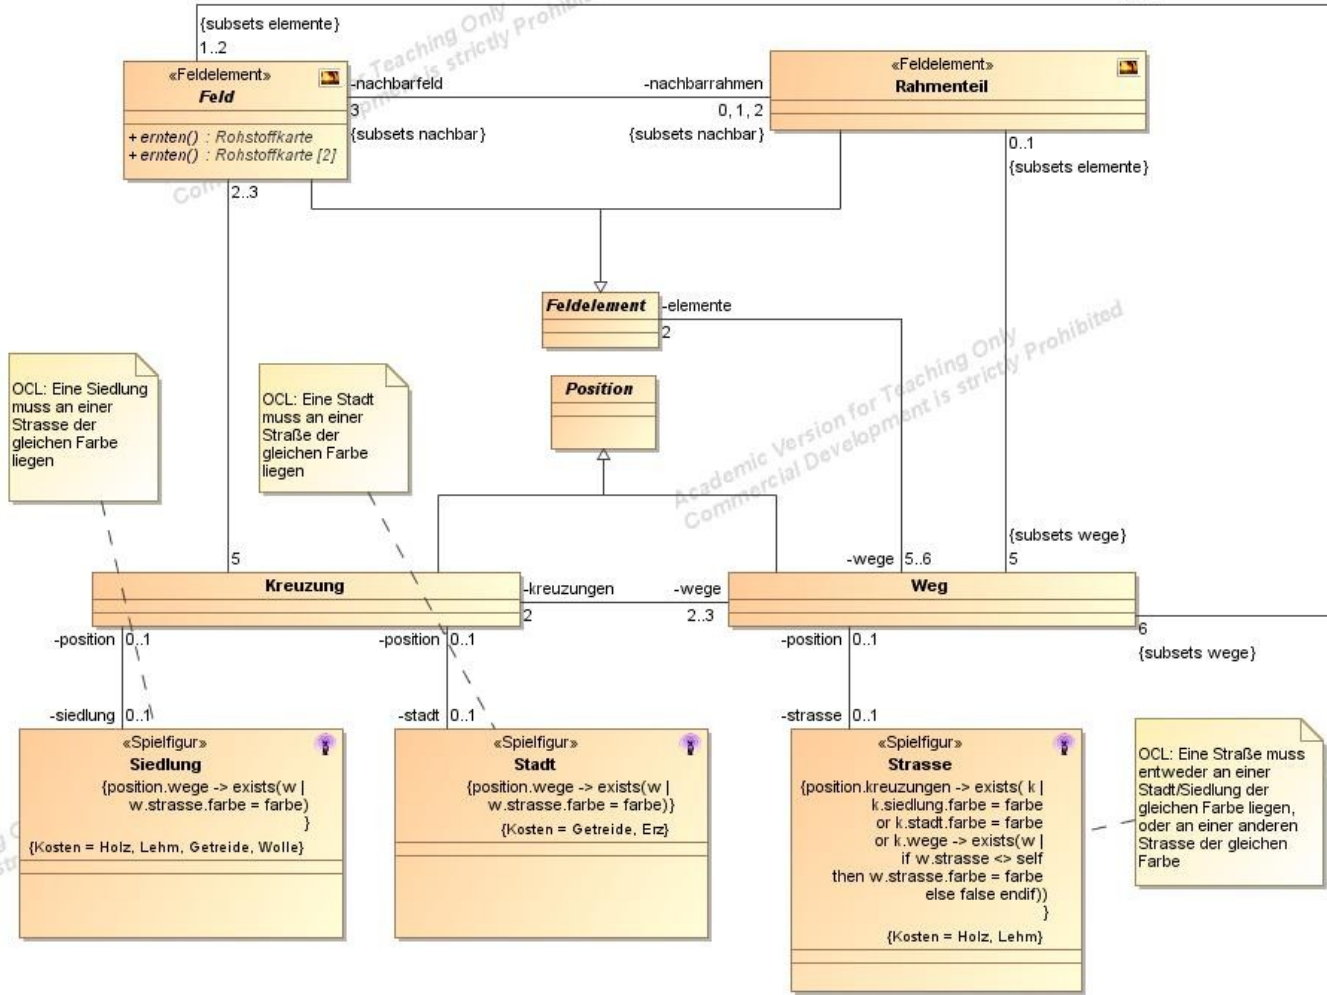 {subsets elemente}
1..2
«Feldelement»
Feld
+ ernten() : Rohstoffkarte
+ ernten() : Rohstoffkarte [2]
-nachbarfeld
3
{subsets nachbar}
-nachbarrahmen
0, 1, 2
{subsets nachbar}
«Feldelement»
Rahmenteil
0..1
{subsets elemente}
2..3
for Teaching Only
Commercial Development is strictly Prohibited
Feldelement
-elemente
2
Position
Academic Version for Teaching Only
Commercial Development is strictly Prohibited
OCL: Eine Siedlung
muss an einer
Strasse der
gleichen Farbe
liegen
OCL: Eine Stadt
muss an einer
Straße der
gleichen Farbe
liegen
5
-wege
5..6
{subsets wege}
5
Kreuzung
-kreuzungen
2
-wege
2..3
Weg
6
{subsets wege}
-position
0..1
-position
0..1
-position
0..1
-siedlung
0..1
-stadt
0..1
-strasse
0..1
«Spielfigur»
Siedlung
{position.wege -> exists(w |
w.strasse.farbe = farbe)
}
{Kosten = Holz, Lehm, Getreide, Wolle}
«Spielfigur»
Stadt
{position.wege -> exists(w |
w.strasse.farbe = farbe)}
{Kosten = Getreide, Erz}
«Spielfigur»
Strasse
{position.kreuzungen -> exists( k |
k.siedlung.farbe = farbe
or k.stadt.farbe = farbe
or k.wege -> exists(w |
if w.strasse <> self
then w.strasse.farbe = farbe
else false endif))
}
{Kosten = Holz, Lehm}
OCL: Eine Straße muss
entweder an einer
Stadt/Siedlung der
gleichen Farbe liegen,
oder an einer anderen
Strasse der gleichen
Farbe